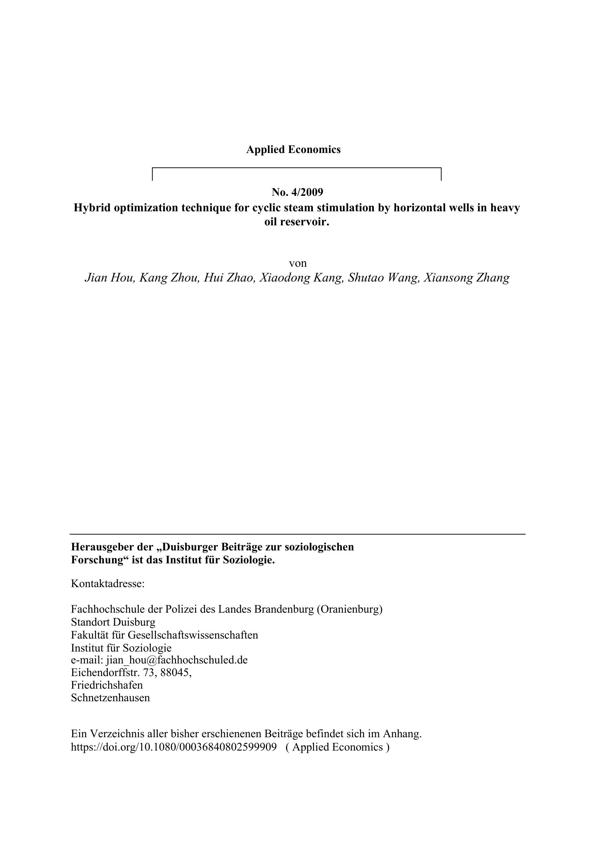 Applied Economics
No. 4/2009
Hybrid optimization technique for cyclic steam stimulation by horizontal wells in heavy
oil reservoir.
von
Jian Hou, Kang Zhou, Hui Zhao, Xiaodong Kang, Shutao Wang, Xiansong Zhang
Herausgeber der „Duisburger Beiträge zur soziologischen
Forschung“ ist das Institut für Soziologie.
Kontaktadresse:
Fachhochschule der Polizei des Landes Brandenburg (Oranienburg)
Standort Duisburg
Fakultät für Gesellschaftswissenschaften
Institut für Soziologie
e-mail: jian_hou@fachhochschuled.de
Eichendorffstr. 73, 88045,
Friedrichshafen
Schnetzenhausen
Ein Verzeichnis aller bisher erschienenen Beiträge befindet sich im Anhang.
https://doi.org/10.1080/00036840802599909 ( Applied Economics )